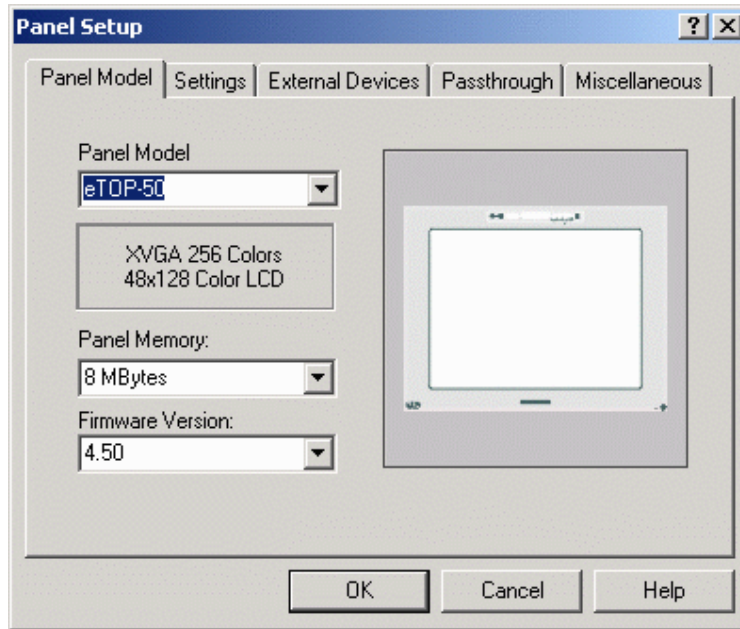 Panel Setup
Panel Model
Settings
External Devices
Passthrough
Miscellaneous
Panel Model
eTOP-50
XVGA 256 Colors
48x128 Color LCD
Panel Memory:
8 MBytes
Firmware Version:
4.50
OK
Cancel
Help